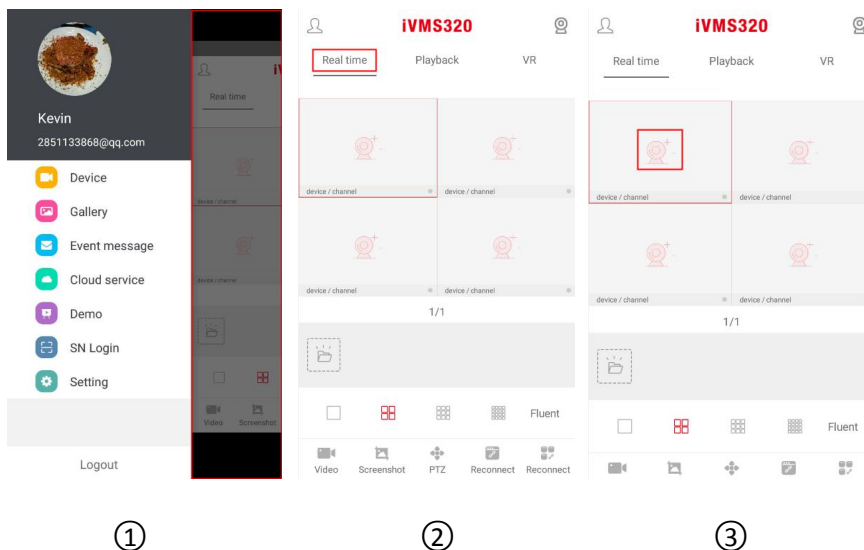 Kevin
2851133868@qq.com
Device
Gallery
Event message
Cloud service
Demo
SN Login
Setting
Logout
Real time
device / channel
device / channel
Video Screenshot
①
iVMS320
Real time Playback VR
device / channel device / channel
device / channel device / channel
1/1
Fluent
Video Screenshot PTZ Reconnect Reconnect
②
iVMS320
Real time Playback VR
device / channel device / channel
device / channel device / channel
1/1
Fluent
③